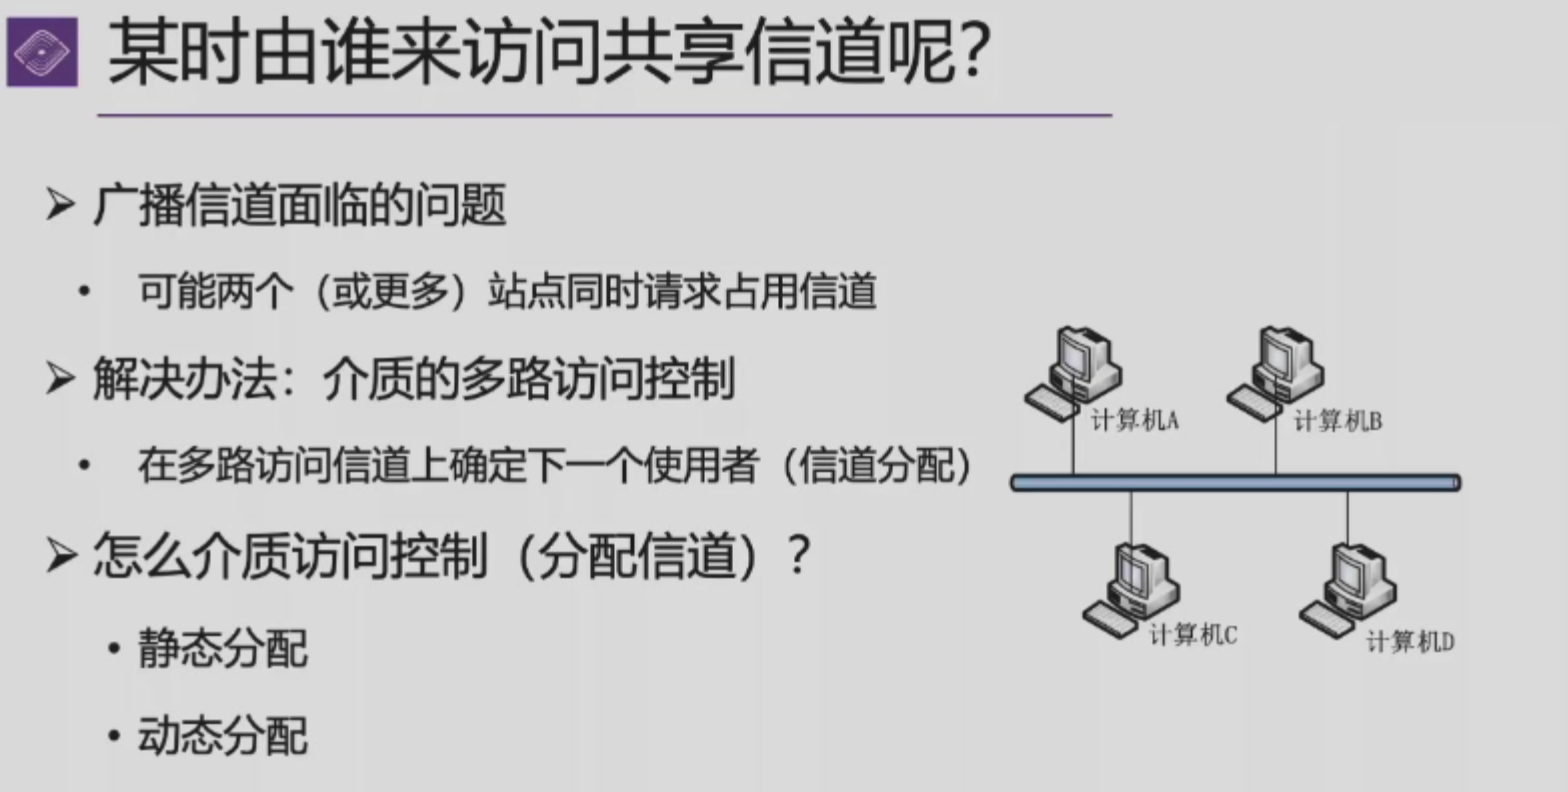 某时由谁来访问共享信道呢？
➢ 广播信道面临的问题
• 可能两个（或更多）站点同时请求占用信道
➢ 解决办法：介质的多路访问控制
• 在多路访问信道上确定下一个使用者（信道分配）
➢ 怎么介质访问控制（分配信道）？
• 静态分配
• 动态分配
计算机A
计算机B
计算机C
计算机D